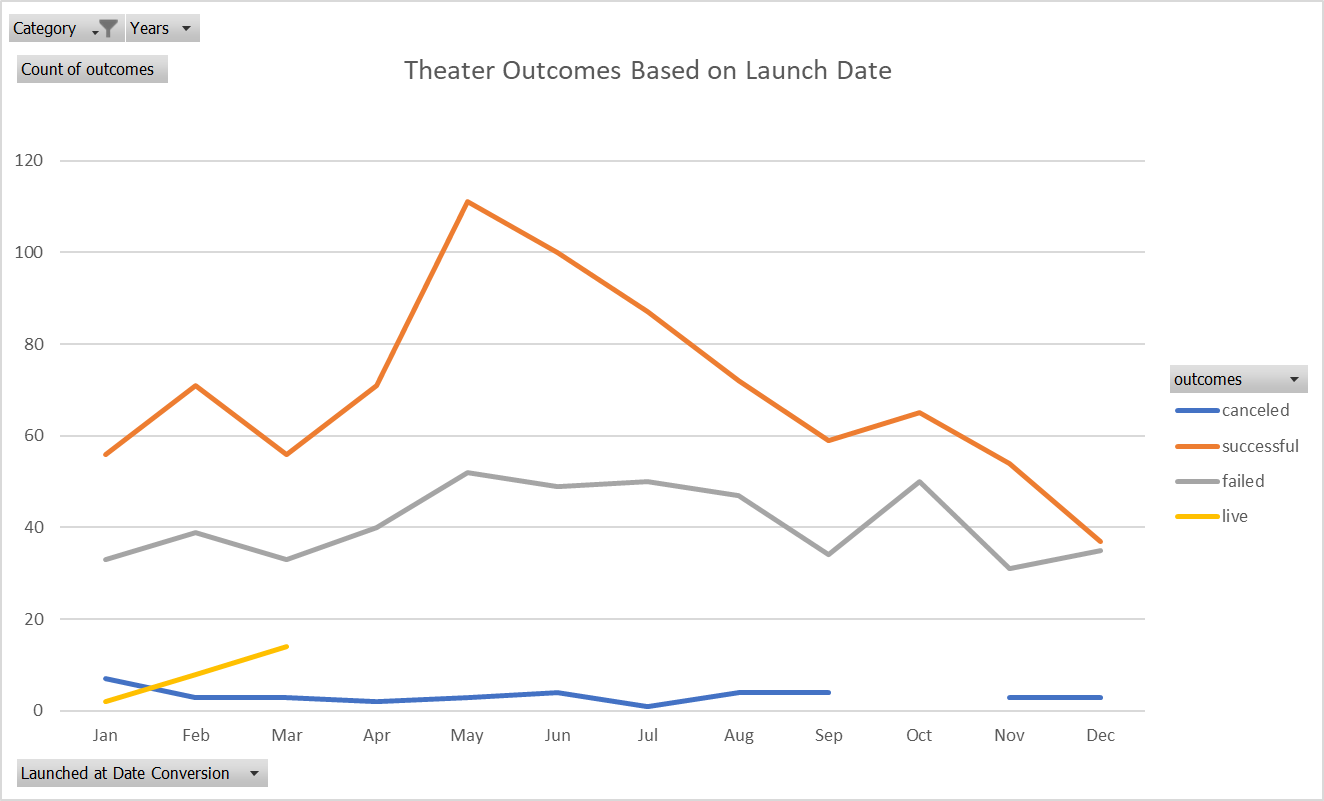 Category Years
Count of outcomes
Theater Outcomes Based on Launch Date
120
100
80
60
40
20
0
Jan Feb Mar Apr May Jun Jul Aug Sep Oct Nov Dec
outcomes
canceled
successful
failed
live
Launched at Date Conversion